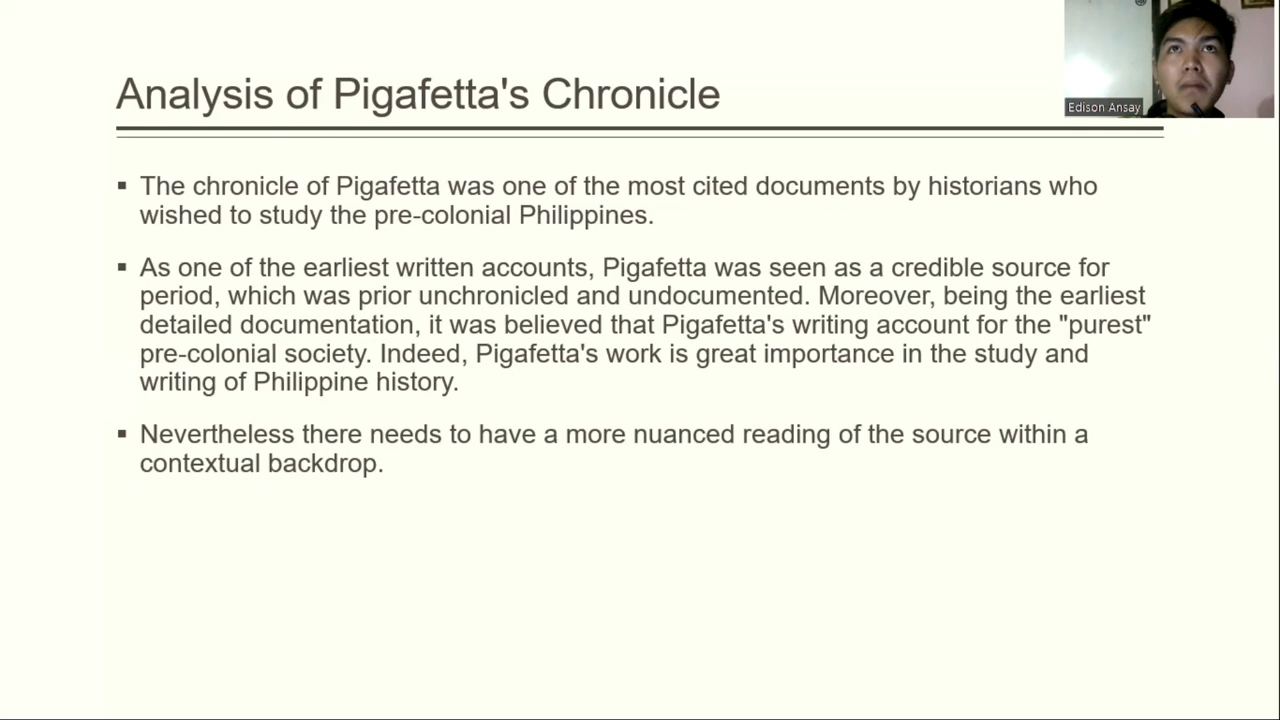 Analysis of Pigafetta's Chronicle
Edison Ansay
▪ The chronicle of Pigafetta was one of the most cited documents by historians who
wished to study the pre-colonial Philippines.
▪ As one of the earliest written accounts, Pigafetta was seen as a credible source for
period, which was prior unchronicled and undocumented. Moreover, being the earliest
detailed documentation, it was believed that Pigafetta's writing account for the "purest"
pre-colonial society. Indeed, Pigafetta's work is great importance in the study and
writing of Philippine history.
▪ Nevertheless there needs to have a more nuanced reading of the source within a
contextual backdrop.